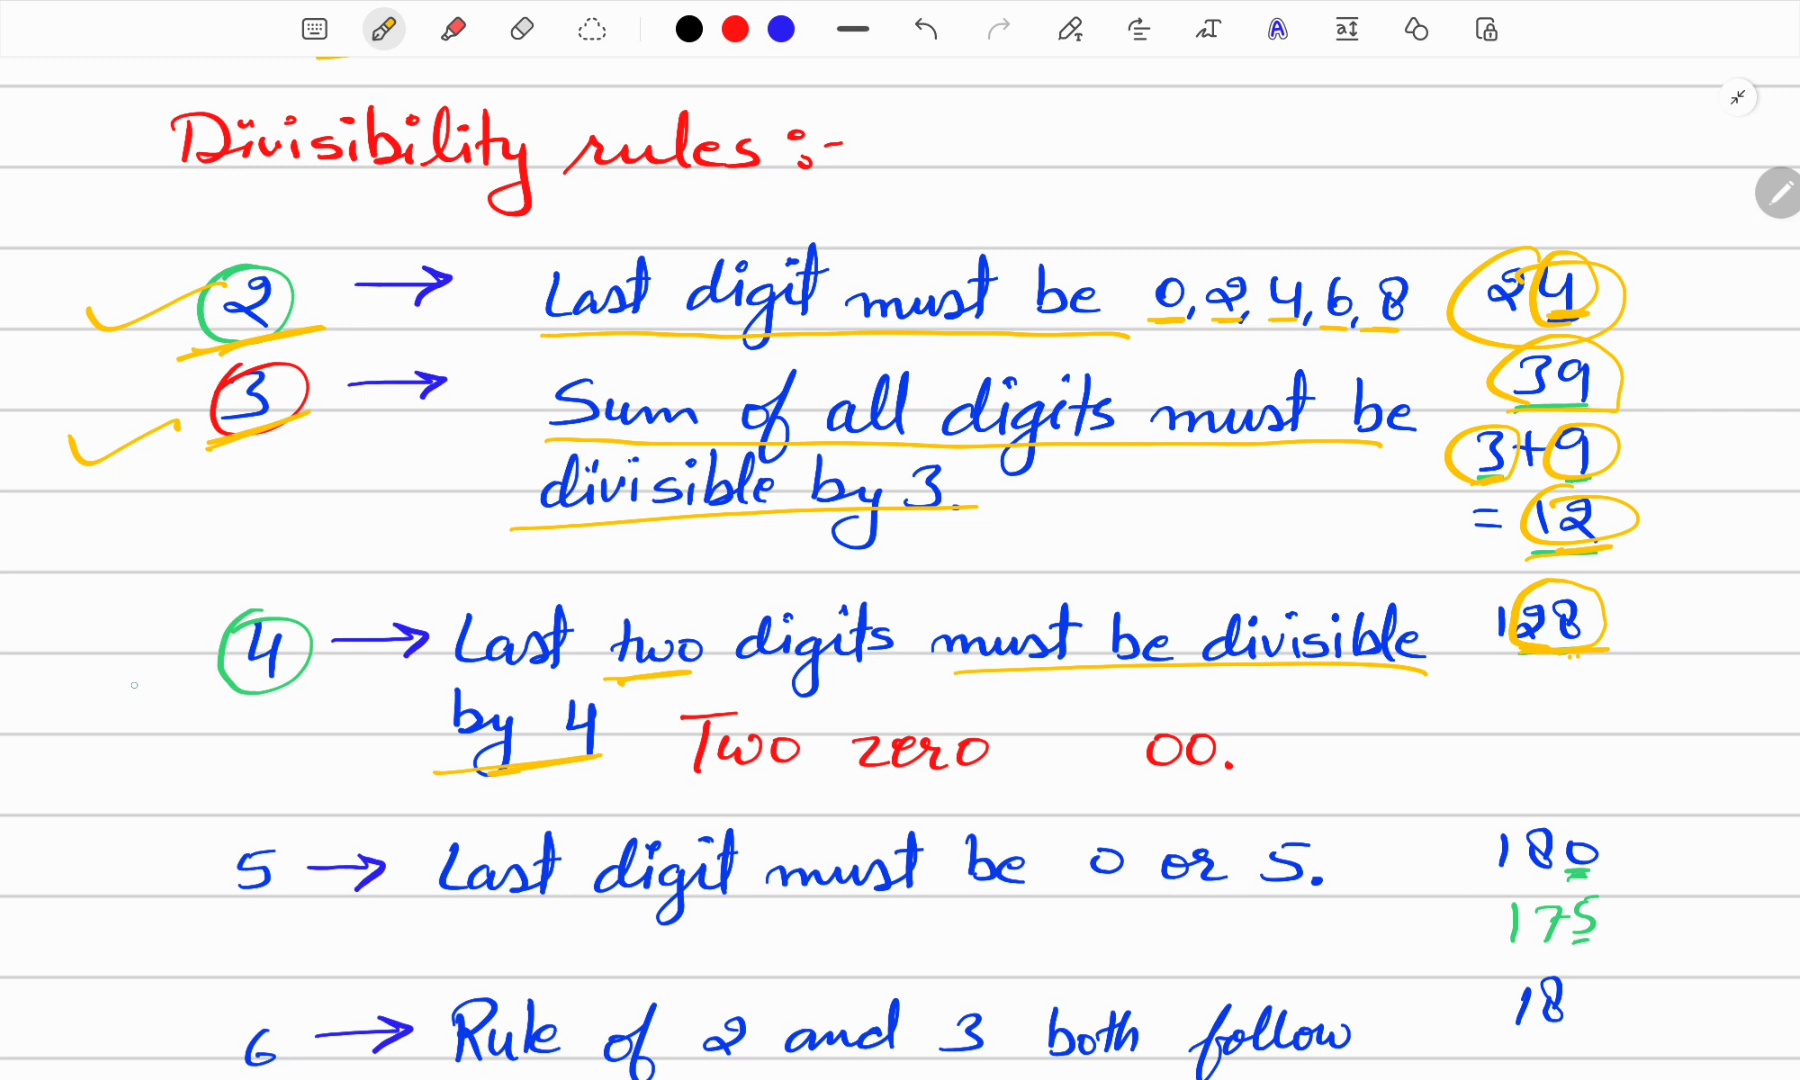 Divisibility rules :-
2 → Last digit must be 0,2,4,6,8 24
3 → Sum of all digits must be divisible by 3.
39
3+9
= 12
4 → Last two digits must be divisible 128
by 4 Two zero 00.
5 → Last digit must be 0 or 5. 180
175
6 → Rule of 2 and 3 both follow 18